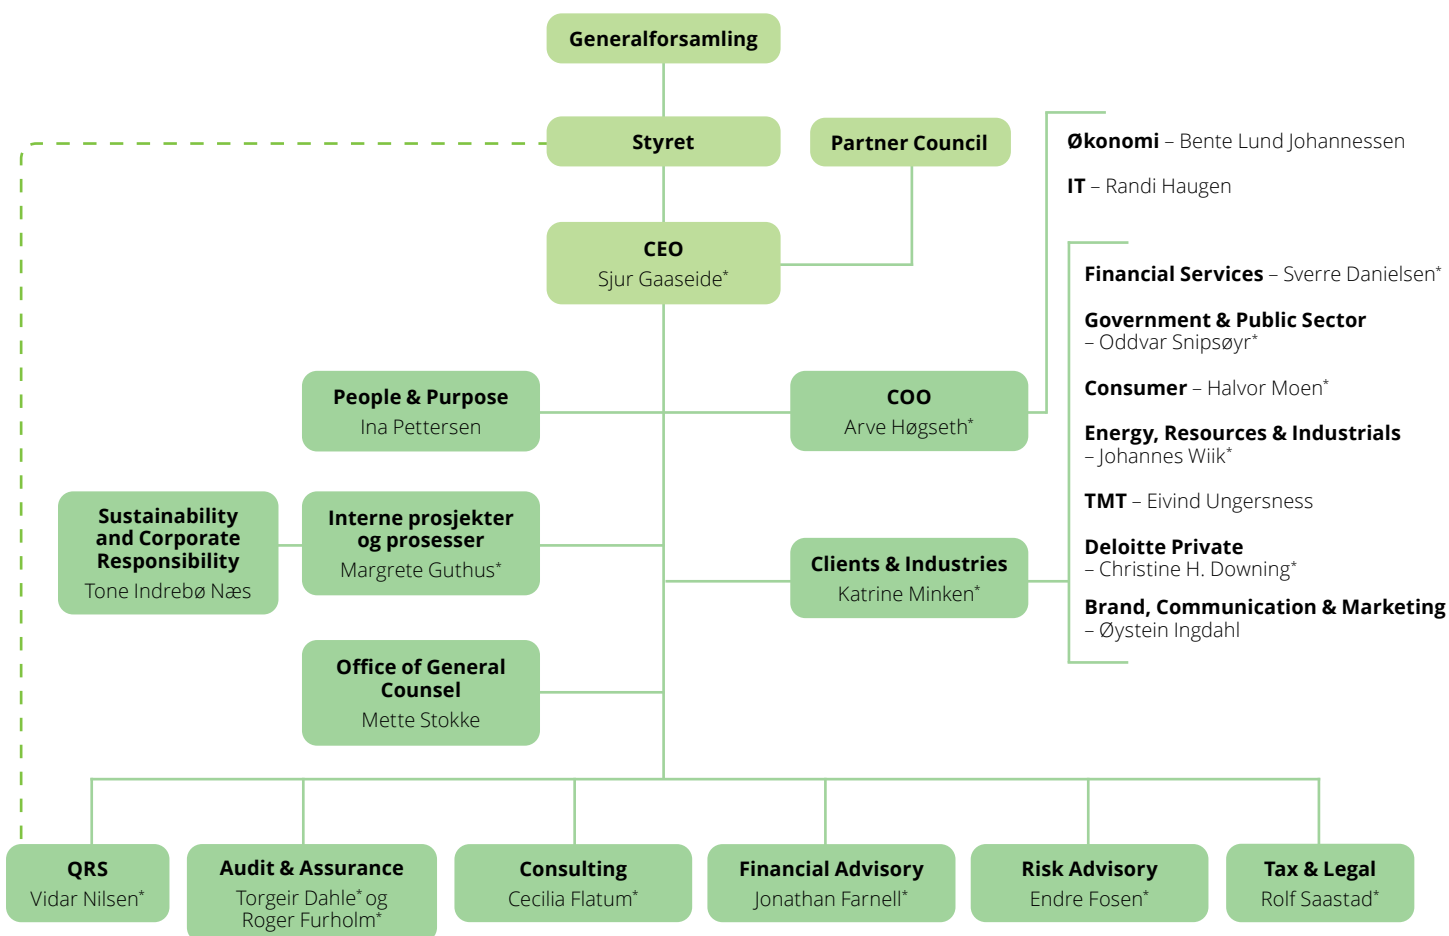 Generalforsamling
Styret
Partner Council
CEO
Sjur Gaaseide*
Økonomi – Bente Lund Johannessen
IT – Randi Haugen
People & Purpose
Ina Pettersen
COO
Arve Høgseth*
Financial Services – Sverre Danielsen*
Government & Public Sector
– Oddvar Snipsøyr*
Consumer – Halvor Moen*
Energy, Resources & Industrials
– Johannes Wiik*
TMT – Eivind Ungersness
Deloitte Private
– Christine H. Downing*
Brand, Communication & Marketing
– Øystein Ingdahl
Sustainability
and Corporate
Responsibility
Tone Indrebø Næs
Interne prosjekter
og prosesser
Margrete Guthus*
Clients & Industries
Katrine Minken*
Office of General
Counsel
Mette Stokke
QRS
Vidar Nilsen*
Audit & Assurance
Torgeir Dahle* og
Roger Furholm*
Consulting
Cecilia Flatum*
Financial Advisory
Jonathan Farnell*
Risk Advisory
Endre Fosen*
Tax & Legal
Rolf Saastad*